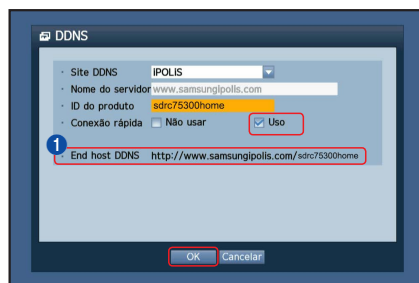 DDNS
Site DDNS iPOLiS
Nome do servidor www.samsungipolis.com
ID do produto sdrc75300home
Conexão rápida Não usar Uso
1
End host DDNS http://www.samsungipolis.com/sdrc75300home
OK Cancelar